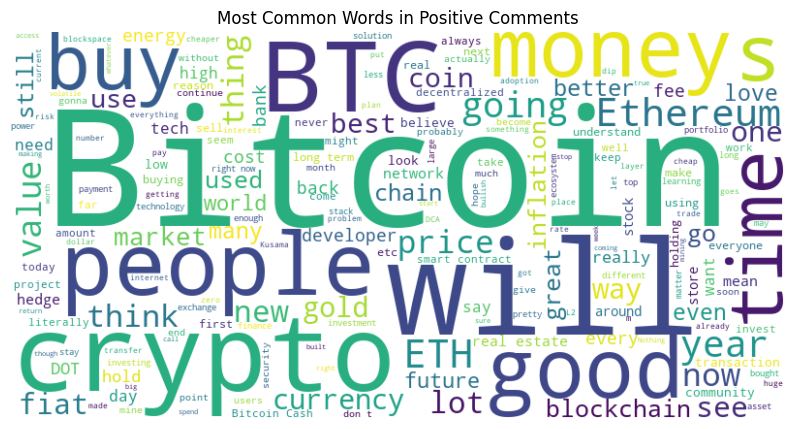 Most Common Words in Positive Comments
access
current
blockspace
cheaper
whatever
energy
volatile
thing
solution
put
less
plan
always
real
actually
next
adoption
dip
true
moneys
still
buy
BTC
coin
decentralized
better
fee
love
high
reason
continue
without
gonna
everything
bank
going
Ethereum
one
use
power
need
risk
tech
sell
interest
best
believe
never
might
probably
become
something
understand
portfolio
making
number
seem
cost
long term
look
large
take
inflation
well
keep
work
long
value
worth
low
pay
buying
right now
month
much
network
ecosystem
stop
let
top
cheap
make
learning
goes
Bitcoin
payment
getting
far
technology
used
world
back
come
enough
stack
problem
hope
bullish
chain
place
layer
using
trade
may
time
amount
dollar
many
market
developer
DCA
start
price
stock
rate
week
holding
mining
go
everyone
today
internet
Kusama
etc
smart contract
really
coming
want
matter
soon
mean
project
hedge
return
people
zero
exchange
will
got
give
great
different
around
way
store
even
already
invest
literally
think
first
finance
new
gold
investment
say
pretty
sure
L2
m
every
Nothing
bought
huge
asset
though
stay
end
call
transfer
investing
DOT
hold
built
security
right
crypto
ETH
real estate
good
year
transaction
now
fiat
made
day
big
mine
point
spend
users
Bitcoin Cash
currency
don t
future
lot
blockchain
community
see